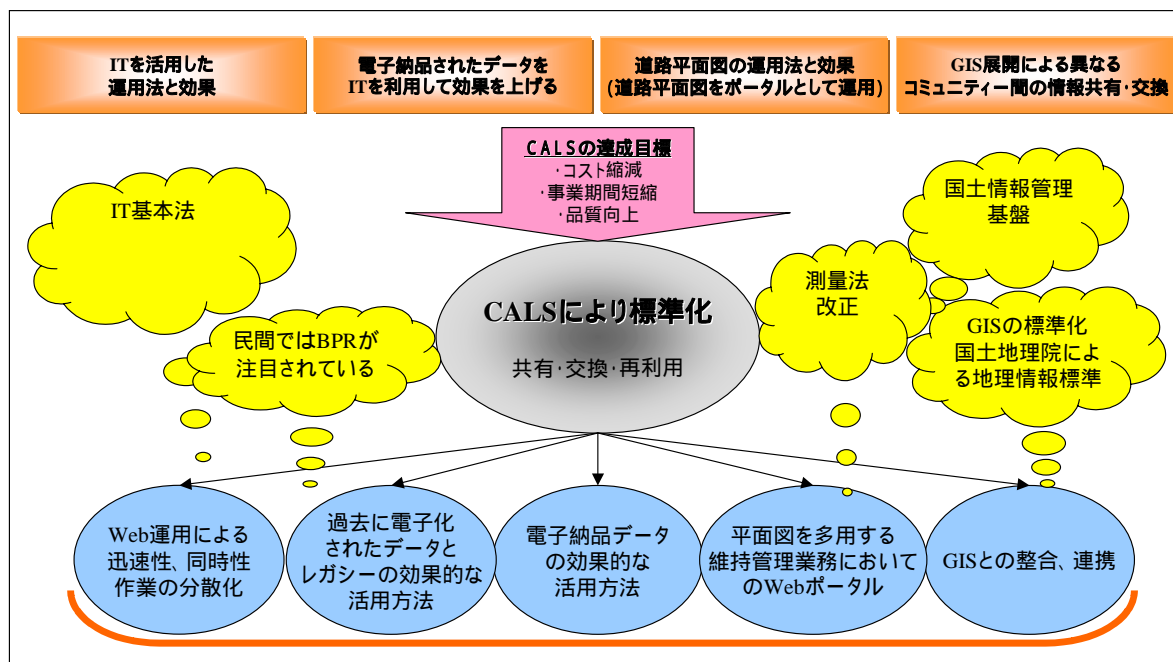 ITを活用した
運用法と効果
電子納品されたデータを
ITを利用して効果を上げる
道路平面図の運用法と効果
(道路平面図をポータルとして運用)
GIS展開による異なる
コミュニティー間の情報共有・交換
CALSの達成目標
・コスト縮減
・事業期間短縮
・品質向上
IT基本法
国土情報管理
基盤
測量法
改正
CALSにより標準化
共有・交換・再利用
民間ではBPRが
注目されている
GISの標準化
国土地理院によ
る地理情報標準
Web運用による
迅速性、同時性
作業の分散化
過去に電子化
されたデータと
レガシーの効果的な
活用方法
電子納品データ
の効果的な
活用方法
平面図を多用する
維持管理業務において
のWebポータル
GISとの整合、連携